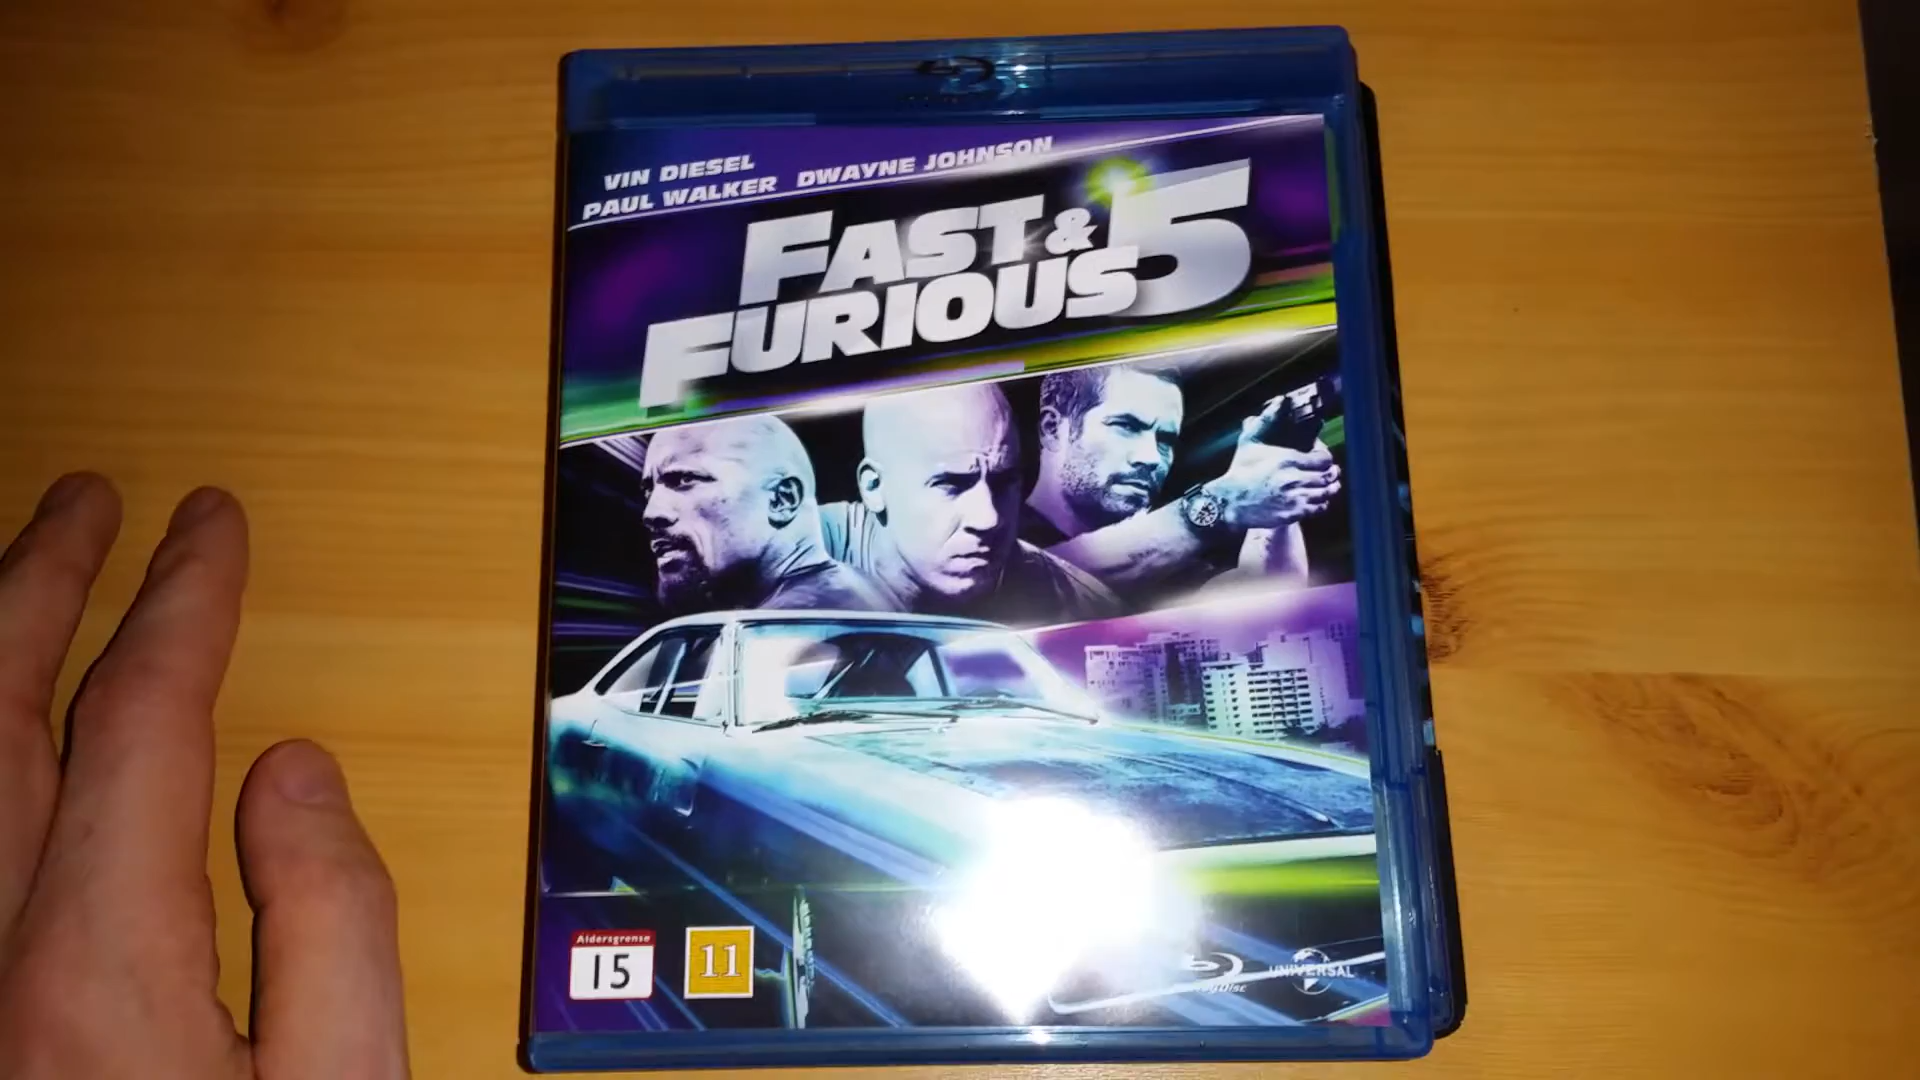 VIN DIESEL
PAUL WALKER DWAYNE JOHNSON
FAST &
FURIOUS 5
Aldersgrense
15
11
UNIVERSAL